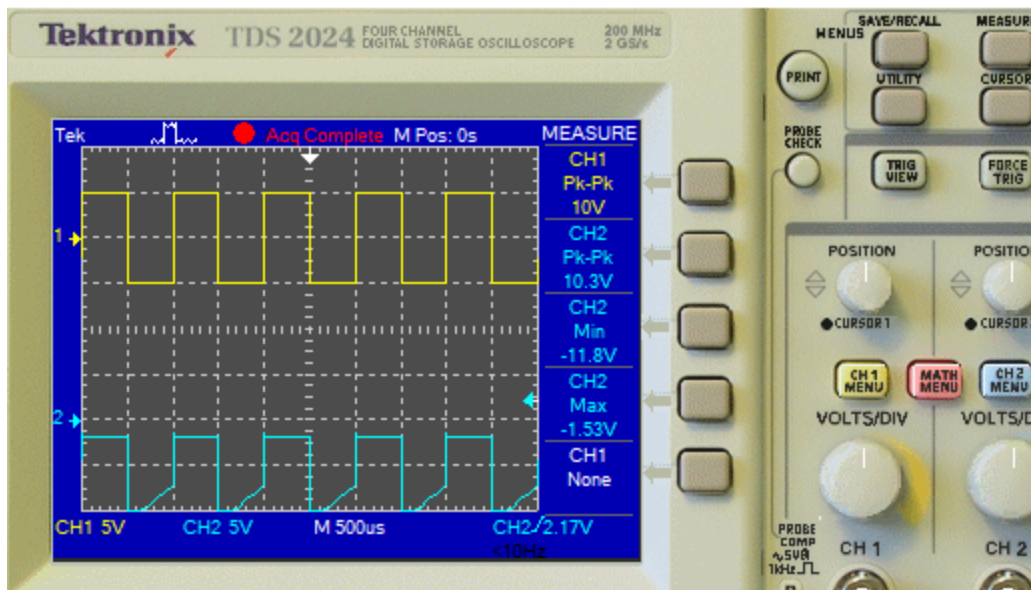 Tektronix TDS 2024 FOUR CHANNEL
DIGITAL STORAGE OSCILLOSCOPE
200 MHz
2 GS/s
Tek Acq Complete M Pos: 0s MEASURE
CH1
Pk-Pk
10V
CH2
Pk-Pk
10.3V
CH2
Min
-11.8V
CH2
Max
-1.53V
CH1
None
1
2
CH1 5V CH2 5V M 500us CH2 2.17V
<10Hz
SAVE/RECALL MEASUR
MENUS
PRINT
UTILITY CURSOR
PROBE
CHECK
TRIG
VIEW
FORCE
TRIG
POSITION POSITIO
CURSOR1 CURSOR
CH 1
MENU
MATH
MENU
CH 2
MENU
VOLTS/DIV VOLTS/D
PROBE
COMP
~5V@
1kHz
CH 1 CH 2